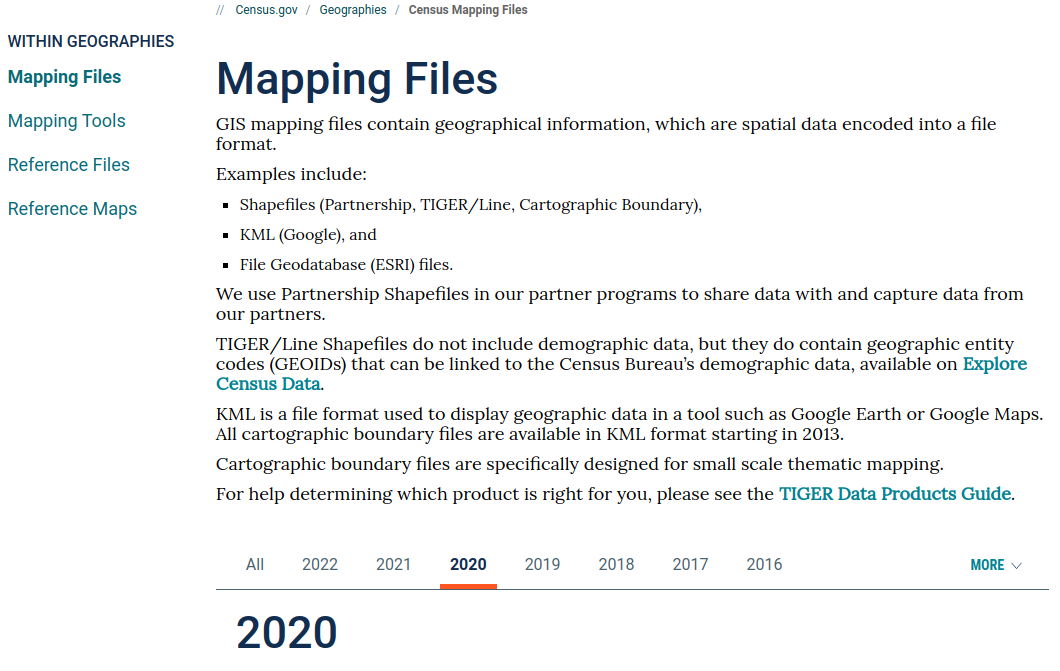 // Census.gov / Geographies / Census Mapping Files
WITHIN GEOGRAPHIES
Mapping Files
Mapping Tools
Reference Files
Reference Maps
Mapping Files
GIS mapping files contain geographical information, which are spatial data encoded into a file
format.
Examples include:
▪ Shapefiles (Partnership, TIGER/Line, Cartographic Boundary),
▪ KML (Google), and
▪ File Geodatabase (ESRI) files.
We use Partnership Shapefiles in our partner programs to share data with and capture data from
our partners.
TIGER/Line Shapefiles do not include demographic data, but they do contain geographic entity
codes (GEOIDs) that can be linked to the Census Bureau’s demographic data, available on Explore
Census Data.
KML is a file format used to display geographic data in a tool such as Google Earth or Google Maps.
All cartographic boundary files are available in KML format starting in 2013.
Cartographic boundary files are specifically designed for small scale thematic mapping.
For help determining which product is right for you, please see the TIGER Data Products Guide.
All 2022 2021 2020 2019 2018 2017 2016 MORE
2020